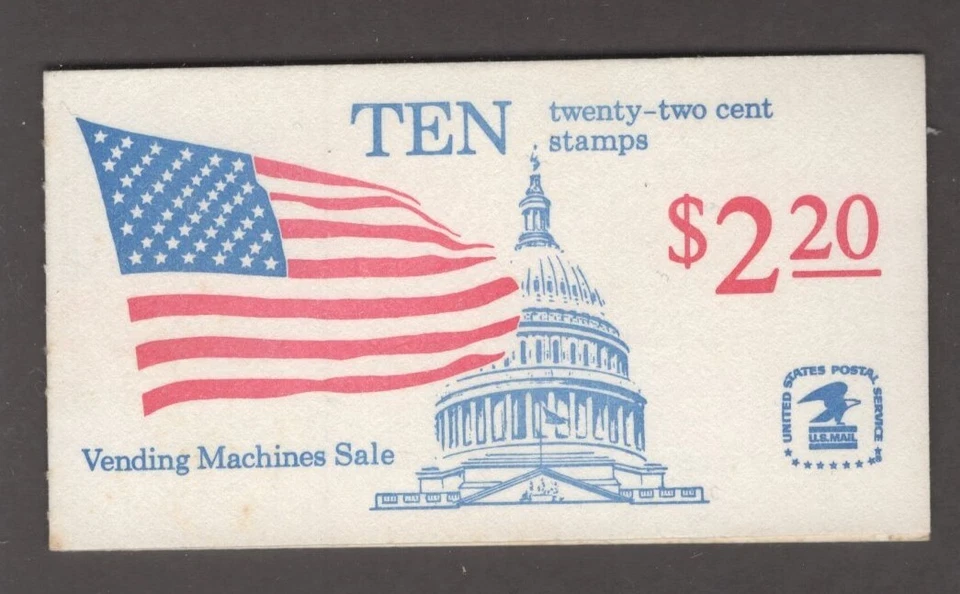 TEN twenty-two cent
stamps
$2 20
Vending Machines Sale
UNITED STATES POSTAL SERVICE
U.S.MAIL